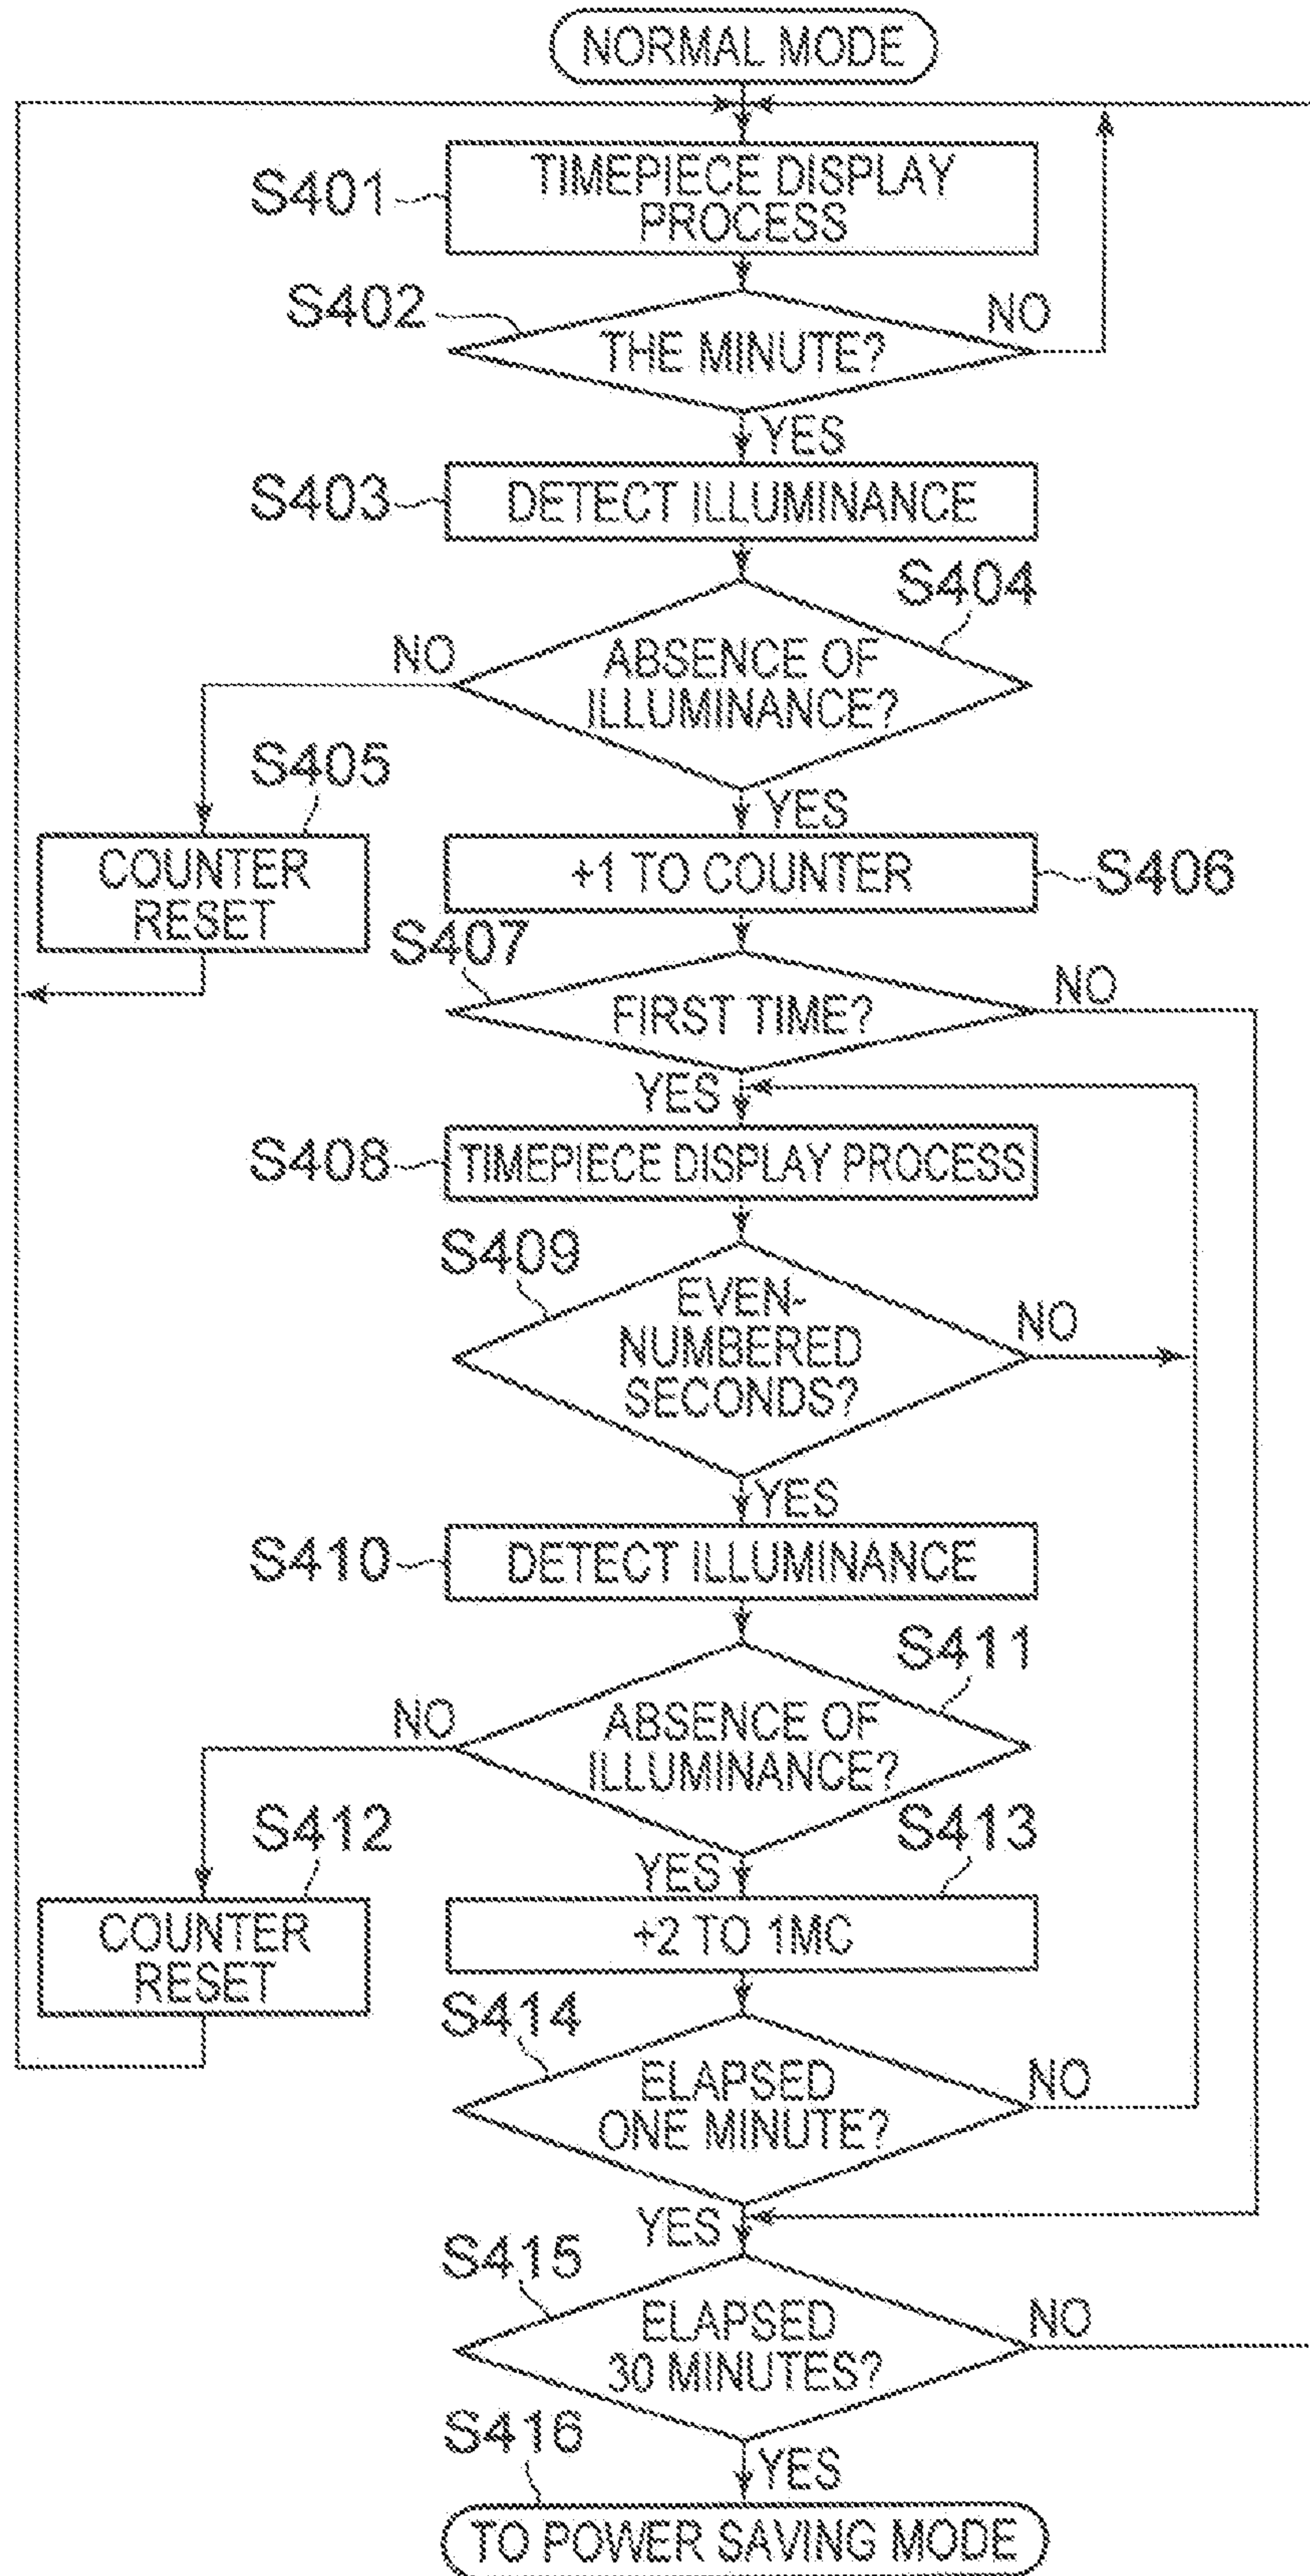 NORMAL MODE
S401
TIMEPIECE DISPLAY
PROCESS
S402
THE MINUTE?
NO
YES
S403
DETECT ILLUMINANCE
S404
ABSENCE OF
ILLUMINANCE?
NO
YES
S405
COUNTER
RESET
+1 TO COUNTER
S406
S407
FIRST TIME?
NO
YES
S408
TIMEPIECE DISPLAY PROCESS
S409
EVEN-
NUMBERED
SECONDS?
NO
YES
S410
DETECT ILLUMINANCE
S411
ABSENCE OF
ILLUMINANCE?
NO
YES
S412
COUNTER
RESET
S413
+2 TO 1MC
S414
ELAPSED
ONE MINUTE?
NO
YES
S415
ELAPSED
30 MINUTES?
NO
YES
S416
TO POWER SAVING MODE